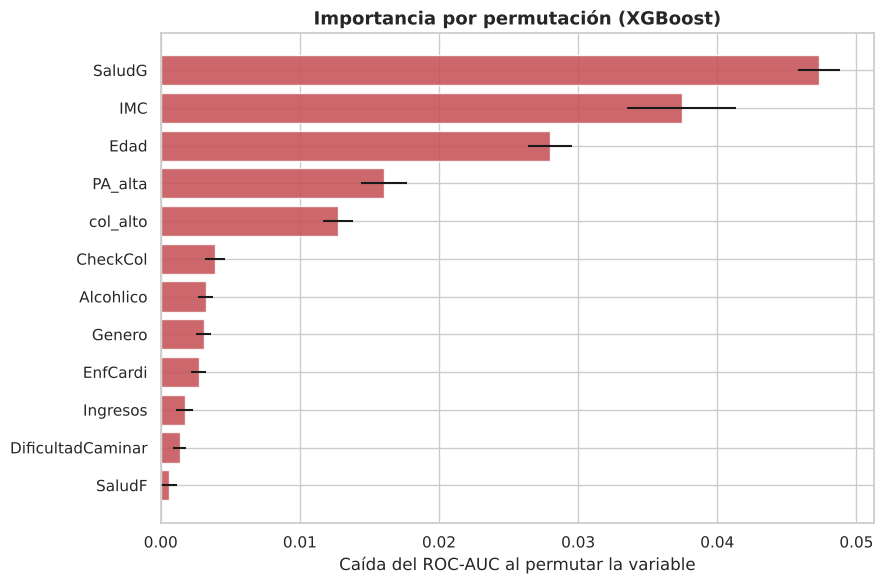 Importancia por permutación (XGBoost)
SaludG
IMC
Edad
PA_alta
col_alto
CheckCol
Alcohlico
Genero
EnfCardi
Ingresos
DificultadCaminar
SaludF
0.00 0.01 0.02 0.03 0.04 0.05
Caída del ROC-AUC al permutar la variable